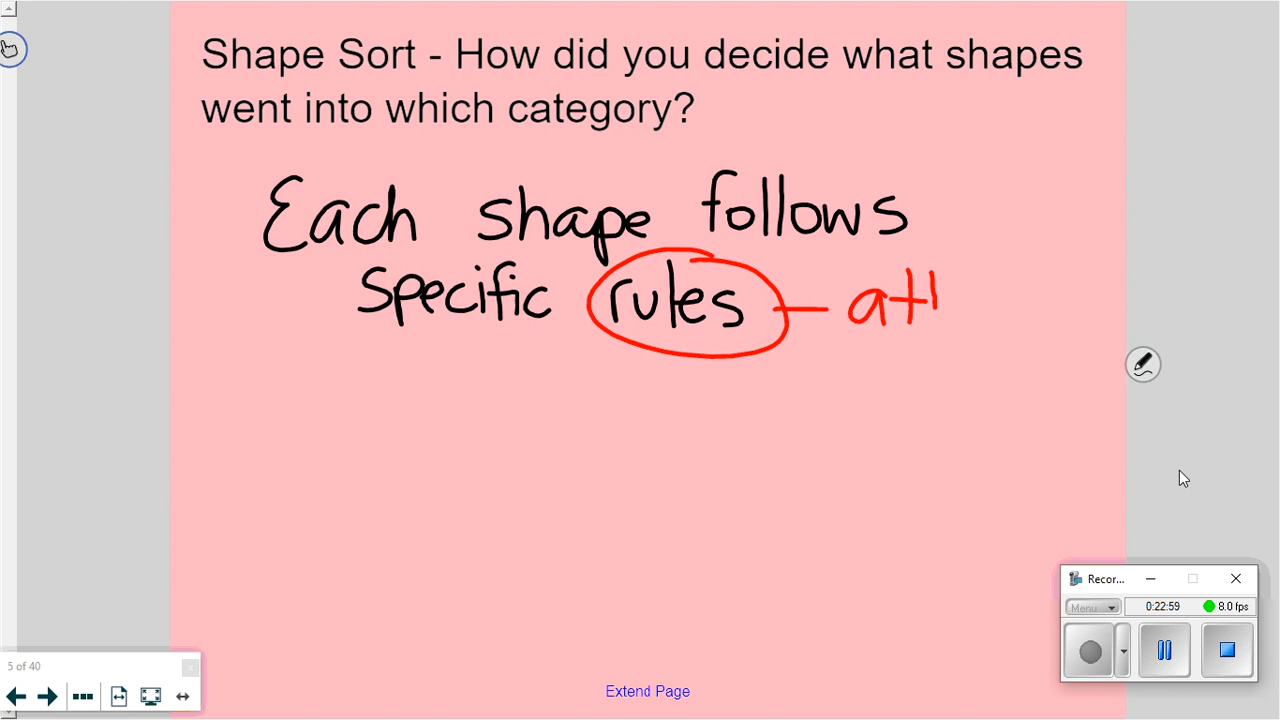 Shape Sort - How did you decide what shapes
went into which category?
Each shape follows
specific rules - att
Recor...
Menu
0:22:59
8.0 fps
5 of 40
Extend Page